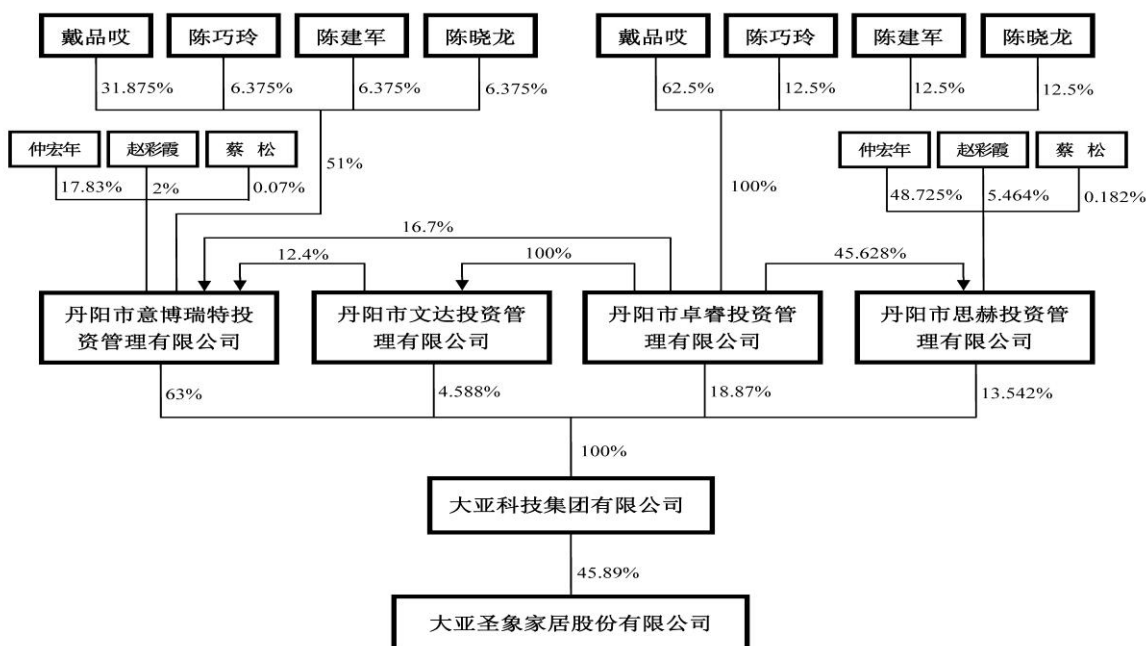 戴品哎
陈巧玲
陈建军
陈晓龙
戴品哎
陈巧玲
陈建军
陈晓龙
31.875%
6.375%
6.375%
6.375%
62.5%
12.5%
12.5%
12.5%
仲宏年
赵彩霞
蔡 松
51%
仲宏年
赵彩霞
蔡 松
17.83%
2%
0.07%
100%
48.725%
5.464%
0.182%
16.7%
12.4%
100%
45.628%
丹阳市意博瑞特投
资管理有限公司
丹阳市文达投资管
理有限公司
丹阳市卓睿投资管
理有限公司
丹阳市思赫投资管
理有限公司
63%
4.588%
18.87%
13.542%
100%
大亚科技集团有限公司
45.89%
大亚圣象家居股份有限公司